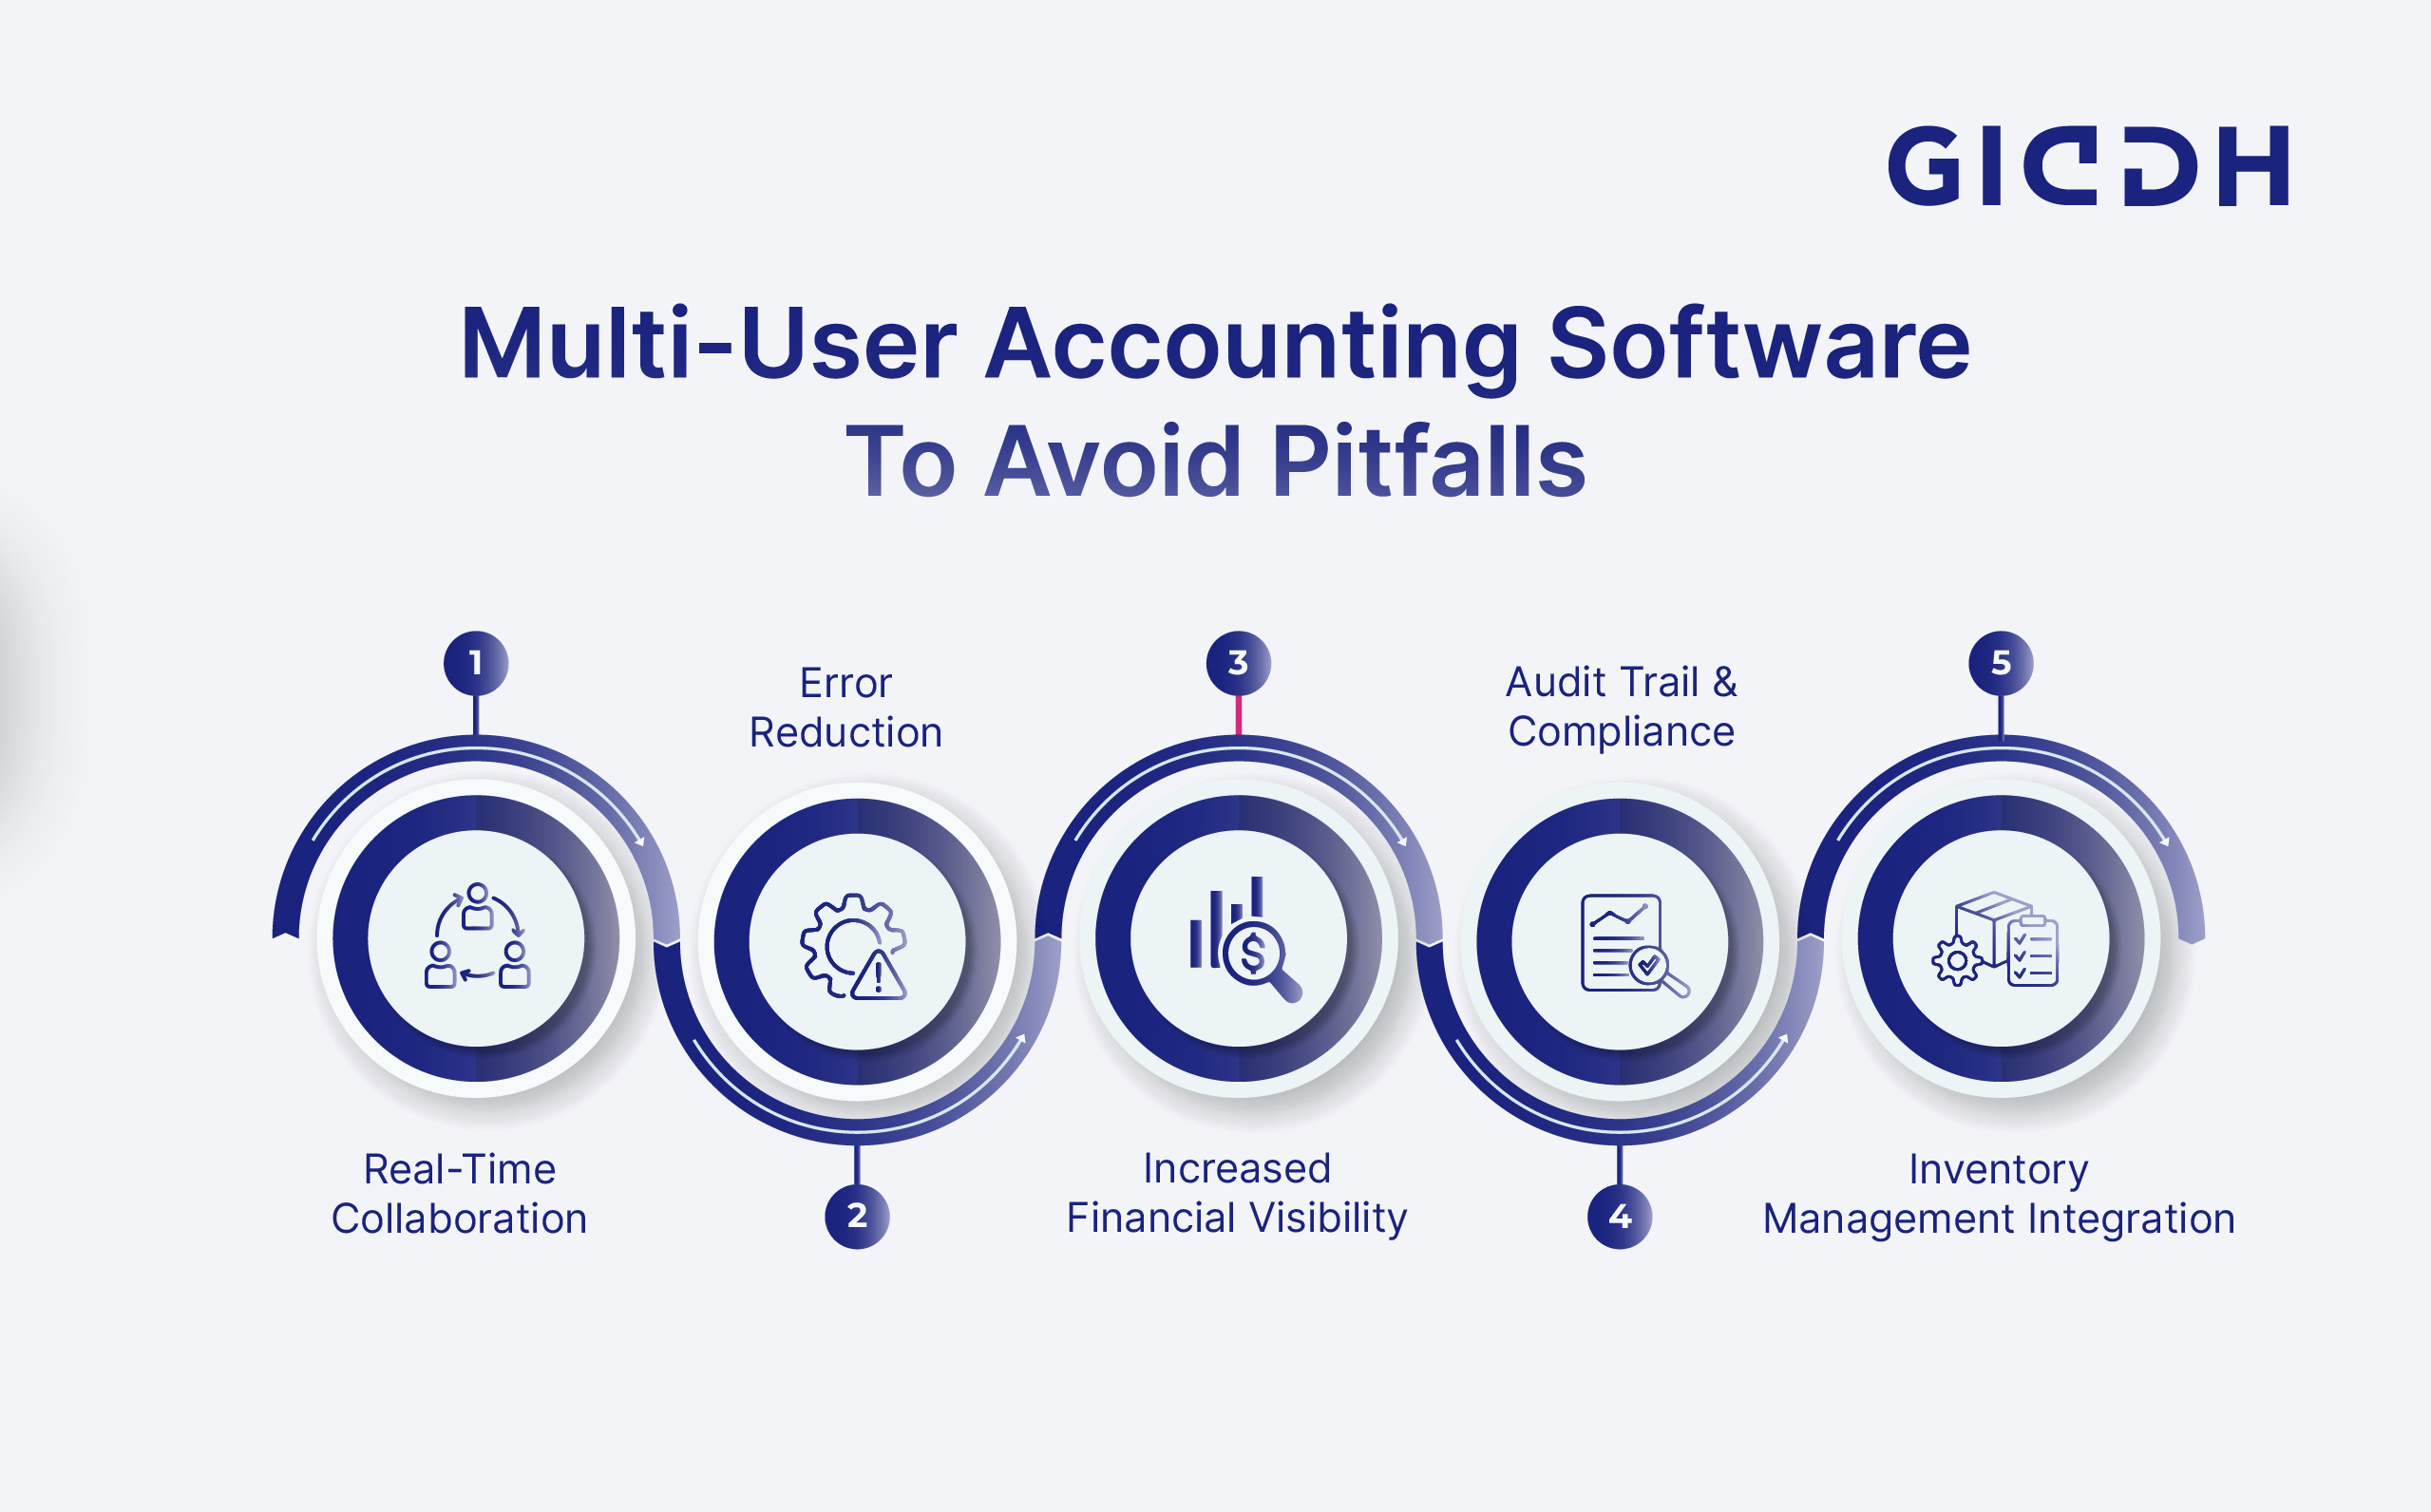 GICDH
Multi-User Accounting Software
To Avoid Pitfalls
1
Real-Time
Collaboration
Error
Reduction
2
3
Increased
Financial Visibility
$
Audit Trail &
Compliance
4
5
Inventory
Management Integration